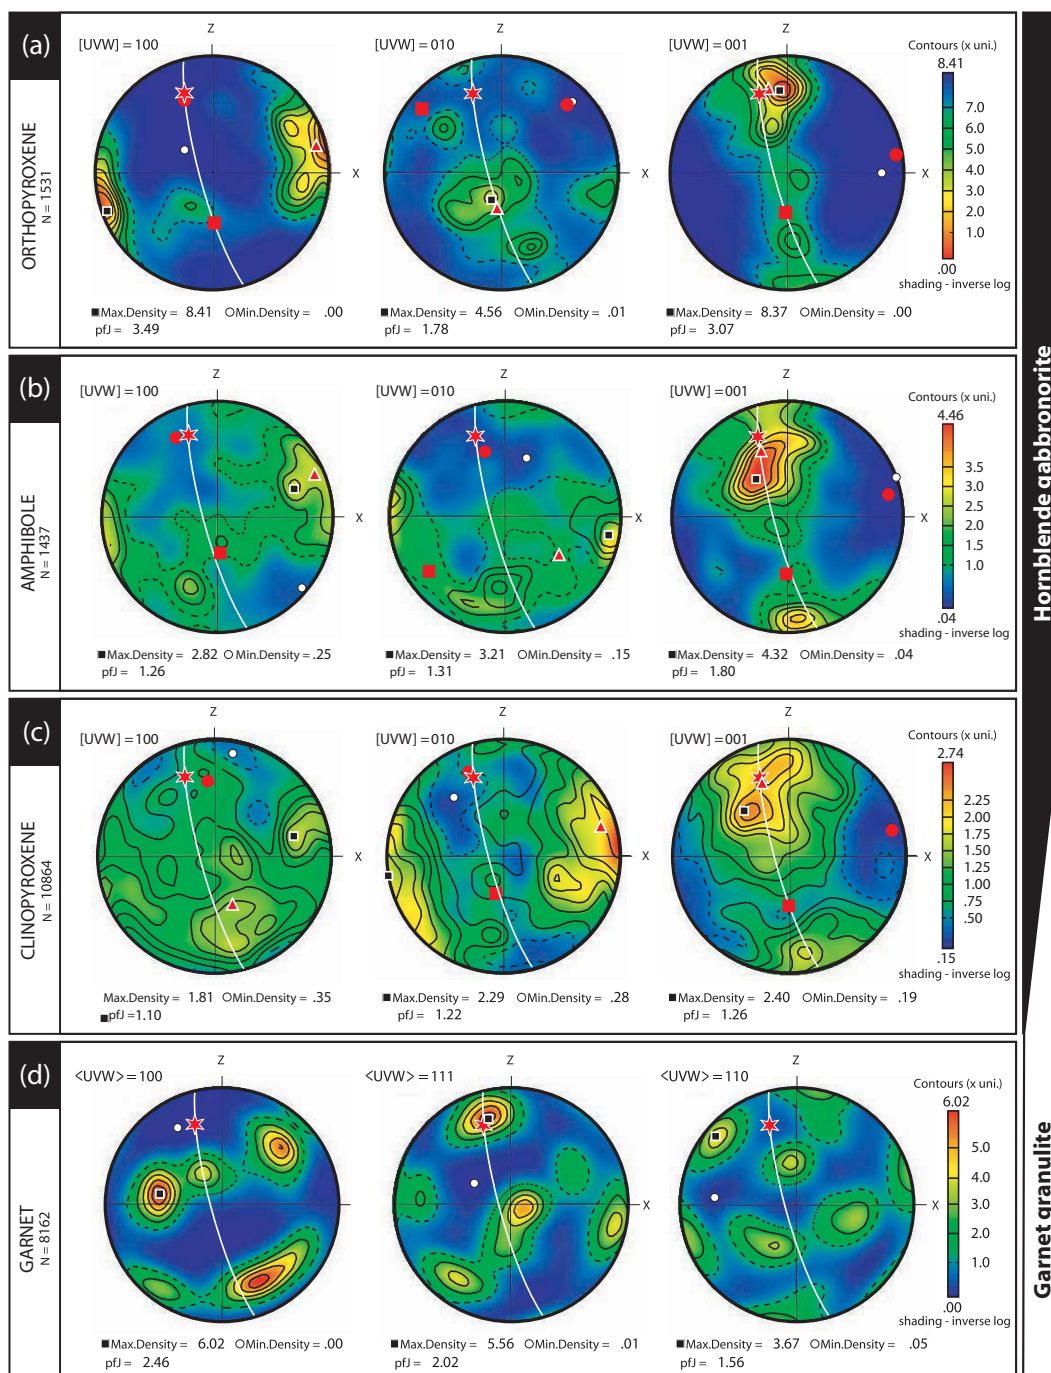 (a)
ORTHOPYROXENE
N = 1531
[UVW] = 100
Z
X
[UVW] = 010
X
[UVW] = 001
X
Contours (x uni.)
8.41
7.0
6.0
5.0
4.0
3.0
2.0
1.0
.00
shading - inverse log
Max.Density = 8.41 Min.Density = .00
pfJ = 3.49
Max.Density = 4.56 Min.Density = .01
pfJ = 1.78
Max.Density = 8.37 Min.Density = .00
pfJ = 3.07
(b)
AMPHIBOLE
N = 1437
[UVW] = 100
Z
X
[UVW] = 010
Z
X
[UVW] = 001
Z
Contours (x uni.)
4.46
3.5
3.0
2.5
2.0
1.5
1.0
.04
shading - inverse log
Max.Density = 2.82 Min.Density = .25
pfJ = 1.26
Max.Density = 3.21 Min.Density = .15
pfJ = 1.31
Max.Density = 4.32 Min.Density = .04
pfJ = 1.80
(c)
CLINOPYROXENE
N = 10864
[UVW] = 100
Z
X
[UVW] = 010
Z
X
[UVW] = 001
Z
Contours (x uni.)
2.74
2.25
2.00
1.75
1.50
1.25
1.00
.75
.50
.15
shading - inverse log
Max.Density = 1.81 Min.Density = .35
pfJ = 1.10
Max.Density = 2.29 Min.Density = .28
pfJ = 1.22
Max.Density = 2.40 Min.Density = .19
pfJ = 1.26
(d)
GARNET
N = 8162
<UVW> = 100
Z
X
<UVW> = 111
Z
X
<UVW> = 110
Z
X
Contours (x uni.)
6.02
5.0
4.0
3.0
2.0
1.0
.00
shading - inverse log
Max.Density = 6.02 Min.Density = .00
pfJ = 2.46
Max.Density = 5.56 Min.Density = .01
pfJ = 2.02
Max.Density = 3.67 Min.Density = .05
pfJ = 1.56
Hornblende gabbronorite
Garnet granulite